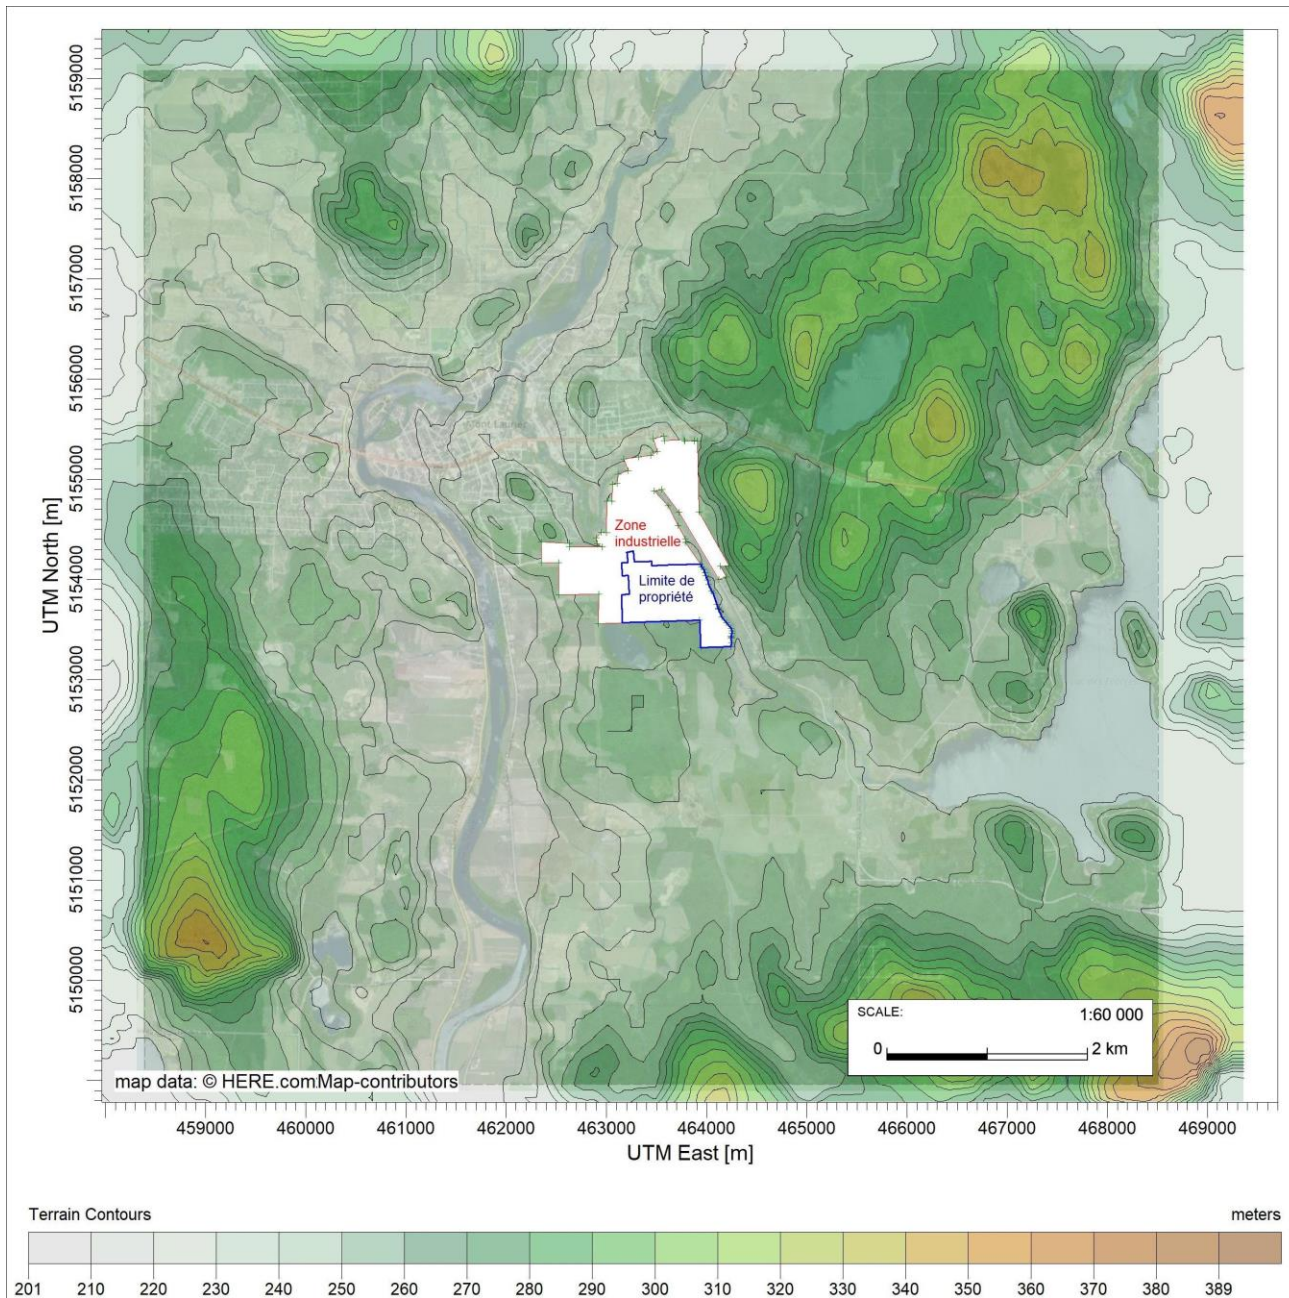 5159000
5158000
5157000
5156000
5155000
5154000
5153000
5152000
5151000
5150000
UTM North [m]
Zone
industrielle
Limite de
propriété
SCALE:
1:60 000
0
2 km
map data: © HERE.comMap-contributors
459000 460000 461000 462000 463000 464000 465000 466000 467000 468000 469000
UTM East [m]
Terrain Contours
meters
201 210 220 230 240 250 260 270 280 290 300 310 320 330 340 350 360 370 380 389